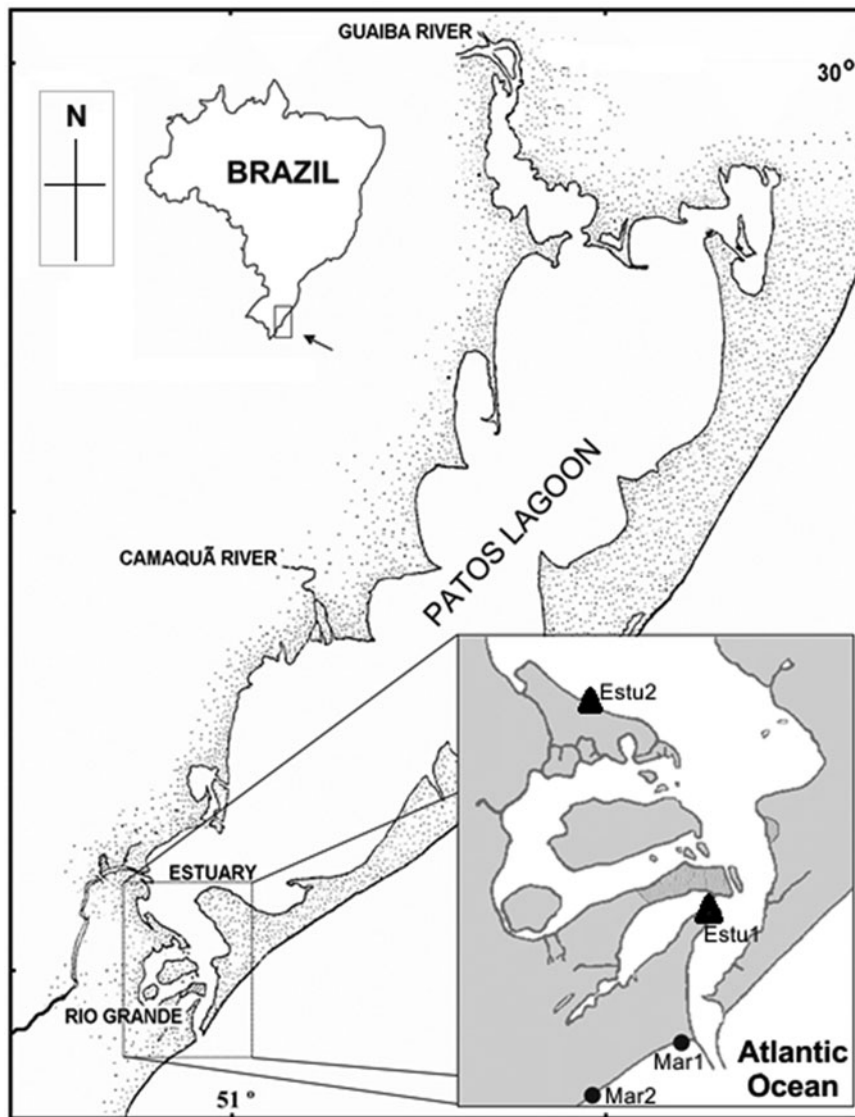 GUAIBA RIVER
30°
N
BRAZIL
PATOS LAGOON
CAMAQUÃ RIVER
Estu2
ESTUARY
Estu1
RIO GRANDE
Mar1
Atlantic
Ocean
Mar2
51°